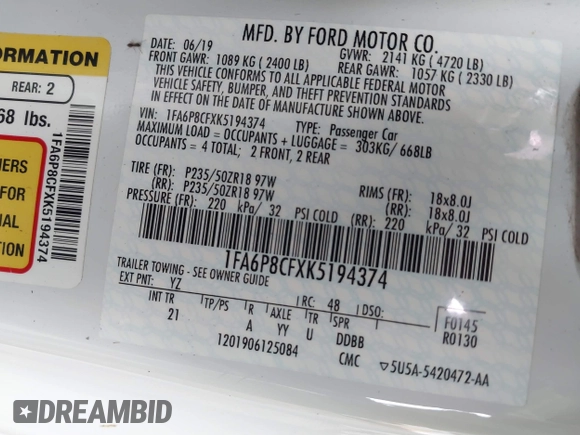 ORMATION
REAR: 2
68 lbs.
1FA6P8CFXK5194374
MFD. BY FORD MOTOR CO.
DATE: 06/19 GVWR: 2141 KG ( 4720 LB)
FRONT GAWR: 1089 KG ( 2400 LB) REAR GAWR: 1057 KG ( 2330 LB)
THIS VEHICLE CONFORMS TO ALL APPLICABLE FEDERAL MOTOR
VEHICLE SAFETY, BUMPER, AND THEFT PREVENTION STANDARDS
IN EFFECT ON THE DATE OF MANUFACTURE SHOWN ABOVE.
VIN: 1FA6P8CFXK5194374 TYPE: Passenger Car
MAXIMUM LOAD = OCCUPANTS + LUGGAGE = 303KG/ 668LB
OCCUPANTS = 4 TOTAL; 2 FRONT, 2 REAR
TIRE (FR): P235/50ZR18 97W RIMS (FR): 18x8.0J
(RR): P235/50ZR18 97W (RR): 18x8.0J
PRESSURE (FR): 220 kPa/ 32 PSI COLD (RR): 220 kPa/ 32 PSI COLD
1FA6P8CFXK5194374
TRAILER TOWING - SEE OWNER GUIDE
EXT PNT: YZ RC: 48 DSO:
INT TR TP/PS R AXLE TR SPR
21 A YY U DDBB
F0145
R0130
1201906125084 CMC ▽5U5A-5420472-AA
NERS
FOR
NAL
ATION
DREAMBID